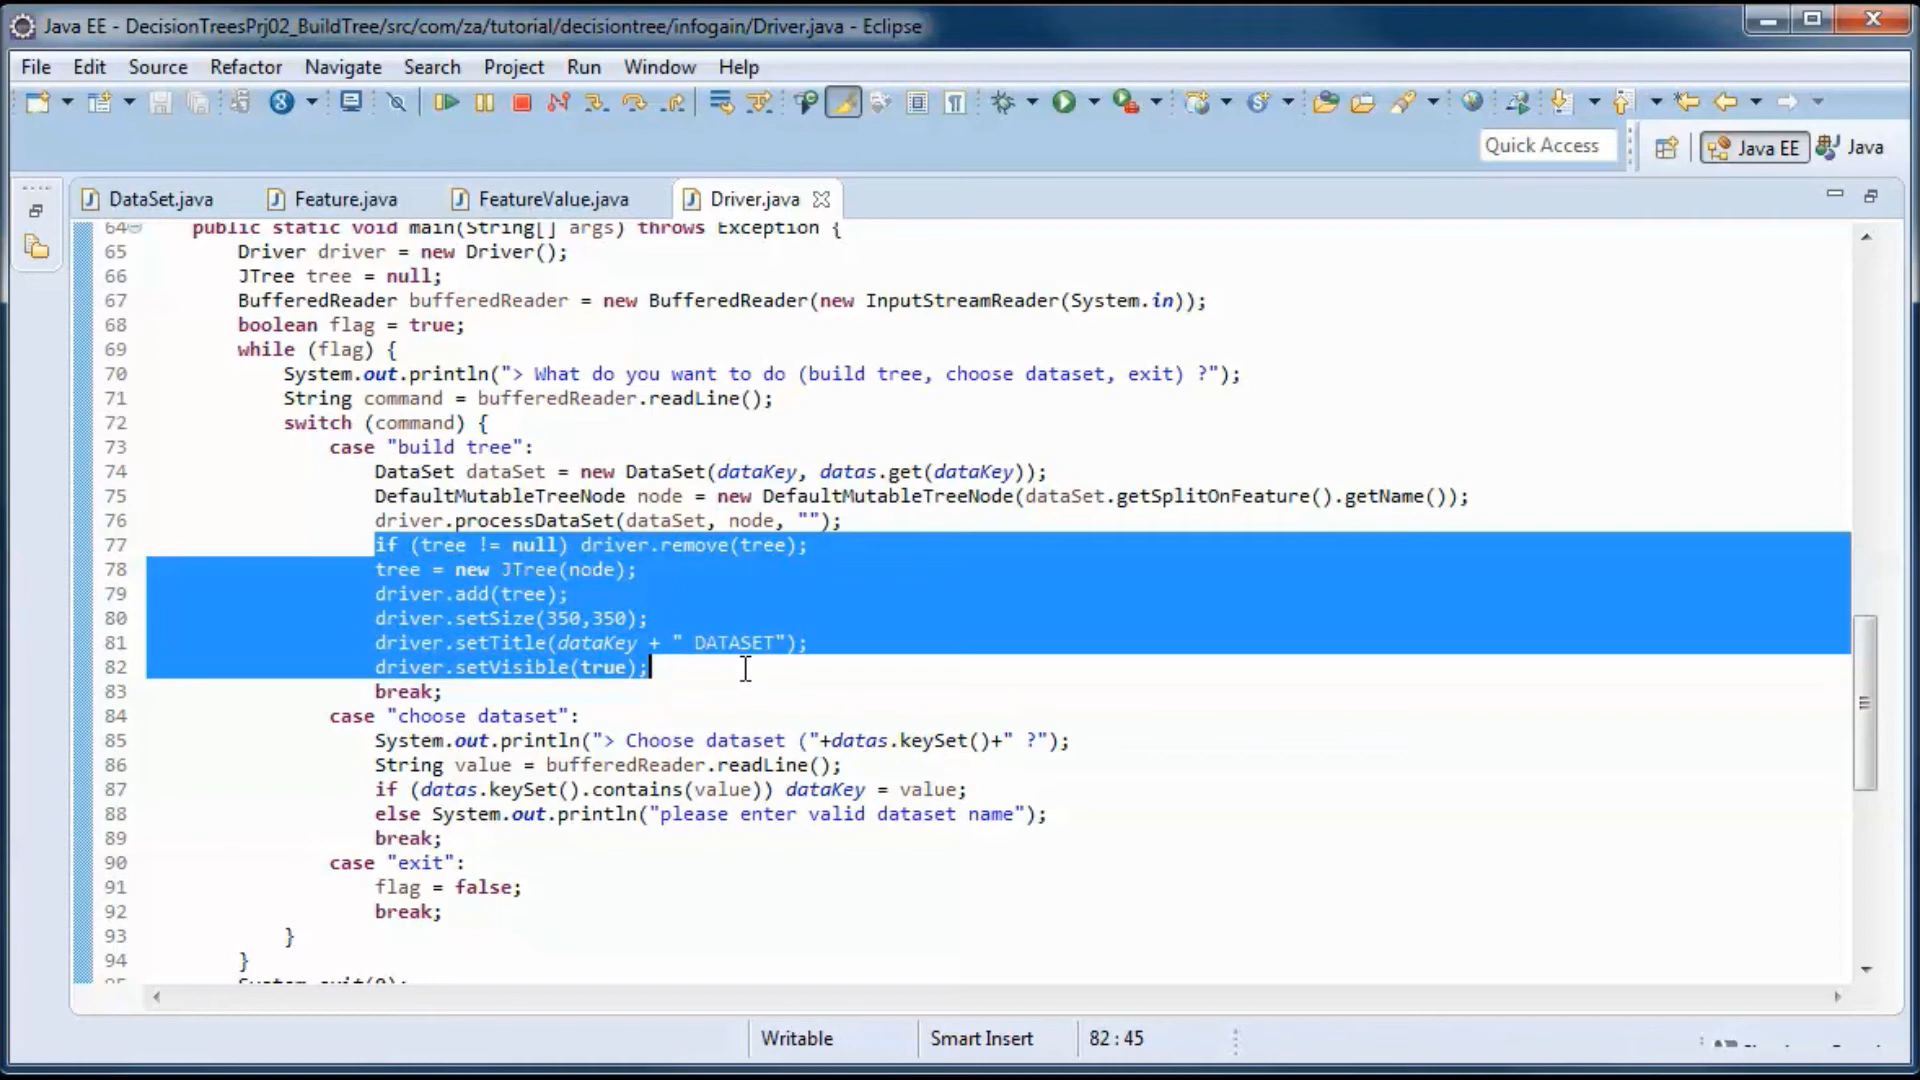 Java EE - DecisionTreesPrj02_BuildTree/src/com/za/tutorial/decisiontree/infogain/Driver.java - Eclipse
File Edit Source Refactor Navigate Search Project Run Window Help
Quick Access Java EE Java
DataSet.java Feature.java FeatureValue.java Driver.java
64 public static void main(String[] args) throws Exception {
65 Driver driver = new Driver();
66 JTree tree = null;
67 BufferedReader bufferedReader = new BufferedReader(new InputStreamReader(System.in));
68 boolean flag = true;
69 while (flag) {
70 System.out.println("> What do you want to do (build tree, choose dataset, exit) ?");
71 String command = bufferedReader.readLine();
72 switch (command) {
73 case "build tree":
74 DataSet dataSet = new DataSet(dataKey, datas.get(dataKey));
75 DefaultMutableTreeNode node = new DefaultMutableTreeNode(dataSet.getSplitOnFeature().getName());
76 driver.processDataSet(dataSet, node, "");
77 if (tree != null) driver.remove(tree);
78 tree = new JTree(node);
79 driver.add(tree);
80 driver.setSize(350,350);
81 driver.setTitle(dataKey + " DATASET");
82 driver.setVisible(true);
83 break;
84 case "choose dataset":
85 System.out.println("> Choose dataset ("+datas.keySet()+" ?");
86 String value = bufferedReader.readLine();
87 if (datas.keySet().contains(value)) dataKey = value;
88 else System.out.println("please enter valid dataset name");
89 break;
90 case "exit":
91 flag = false;
92 break;
93 }
94 }
95 System.exit(0);
Writable Smart Insert 82 : 45